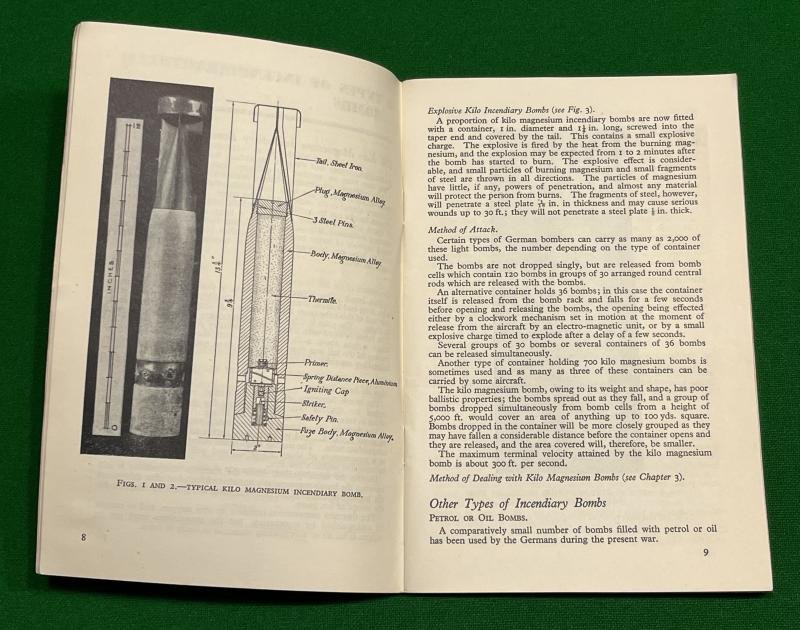 INCHES
13 5/8"
2"
Tail, Sheet Iron.
Plug, Magnesium Alloy
3 Steel Pins.
Body, Magnesium Alloy
Thermite.
Primer.
Spring Distance Piece, Aluminium
Igniting Cap
Striker.
Safety Pin.
Fuze Body, Magnesium Alloy.
FIGS. 1 AND 2.—TYPICAL KILO MAGNESIUM INCENDIARY BOMB.
8
Explosive Kilo Incendiary Bombs (see Fig. 3).
A proportion of kilo magnesium incendiary bombs are now fitted
with a container, 1 in. diameter and 1½ in. long, screwed into the
taper end and covered by the tail. This contains a small explosive
charge. The explosive is fired by the heat from the burning mag-
nesium, and the explosion may be expected from 1 to 2 minutes after
the bomb has started to burn. The explosive effect is consider-
able, and small particles of burning magnesium and small fragments
of steel are thrown in all directions. The particles of magnesium
have little, if any, powers of penetration, and almost any material
will protect the person from burns. The fragments of steel, however,
will penetrate a steel plate in. in thickness and may cause serious
wounds up to 30 ft.; they will not penetrate a steel plate in. thick.
Method of Attack.
Certain types of German bombers can carry as many as 2,000 of
these light bombs, the number depending on the type of container
used.
The bombs are not dropped singly, but are released from bomb
cells which contain 120 bombs in groups of 30 arranged round central
rods which are released with the bombs.
An alternative container holds 36 bombs; in this case the container
itself is released from the bomb rack and falls for a few seconds
before opening and releasing the bombs, the opening being effected
either by a clockwork mechanism set in motion at the moment of
release from the aircraft by an electro-magnetic unit, or by a small
explosive charge timed to explode after a delay of a few seconds.
Several groups of 30 bombs or several containers of 36 bombs
can be released simultaneously.
Another type of container holding 700 kilo magnesium bombs is
sometimes used and as many as three of these containers can be
carried by some aircraft.
The kilo magnesium bomb, owing to its weight and shape, has poor
ballistic properties; the bombs spread out as they fall, and a group of
bombs dropped simultaneously from bomb cells from a height of
5,000 ft. would cover an area of anything up to 100 yds. square.
Bombs dropped in the container will be more closely grouped as they
may have fallen a considerable distance before the container opens and
they are released, and the area covered will, therefore, be smaller.
The maximum terminal velocity attained by the kilo magnesium
bomb is about 300 ft. per second.
Method of Dealing with Kilo Magnesium Bombs (see Chapter 3).
Other Types of Incendiary Bombs
PETROL OR OIL BOMBS.
A comparatively small number of bombs filled with petrol or oil
has been used by the Germans during the present war.
9